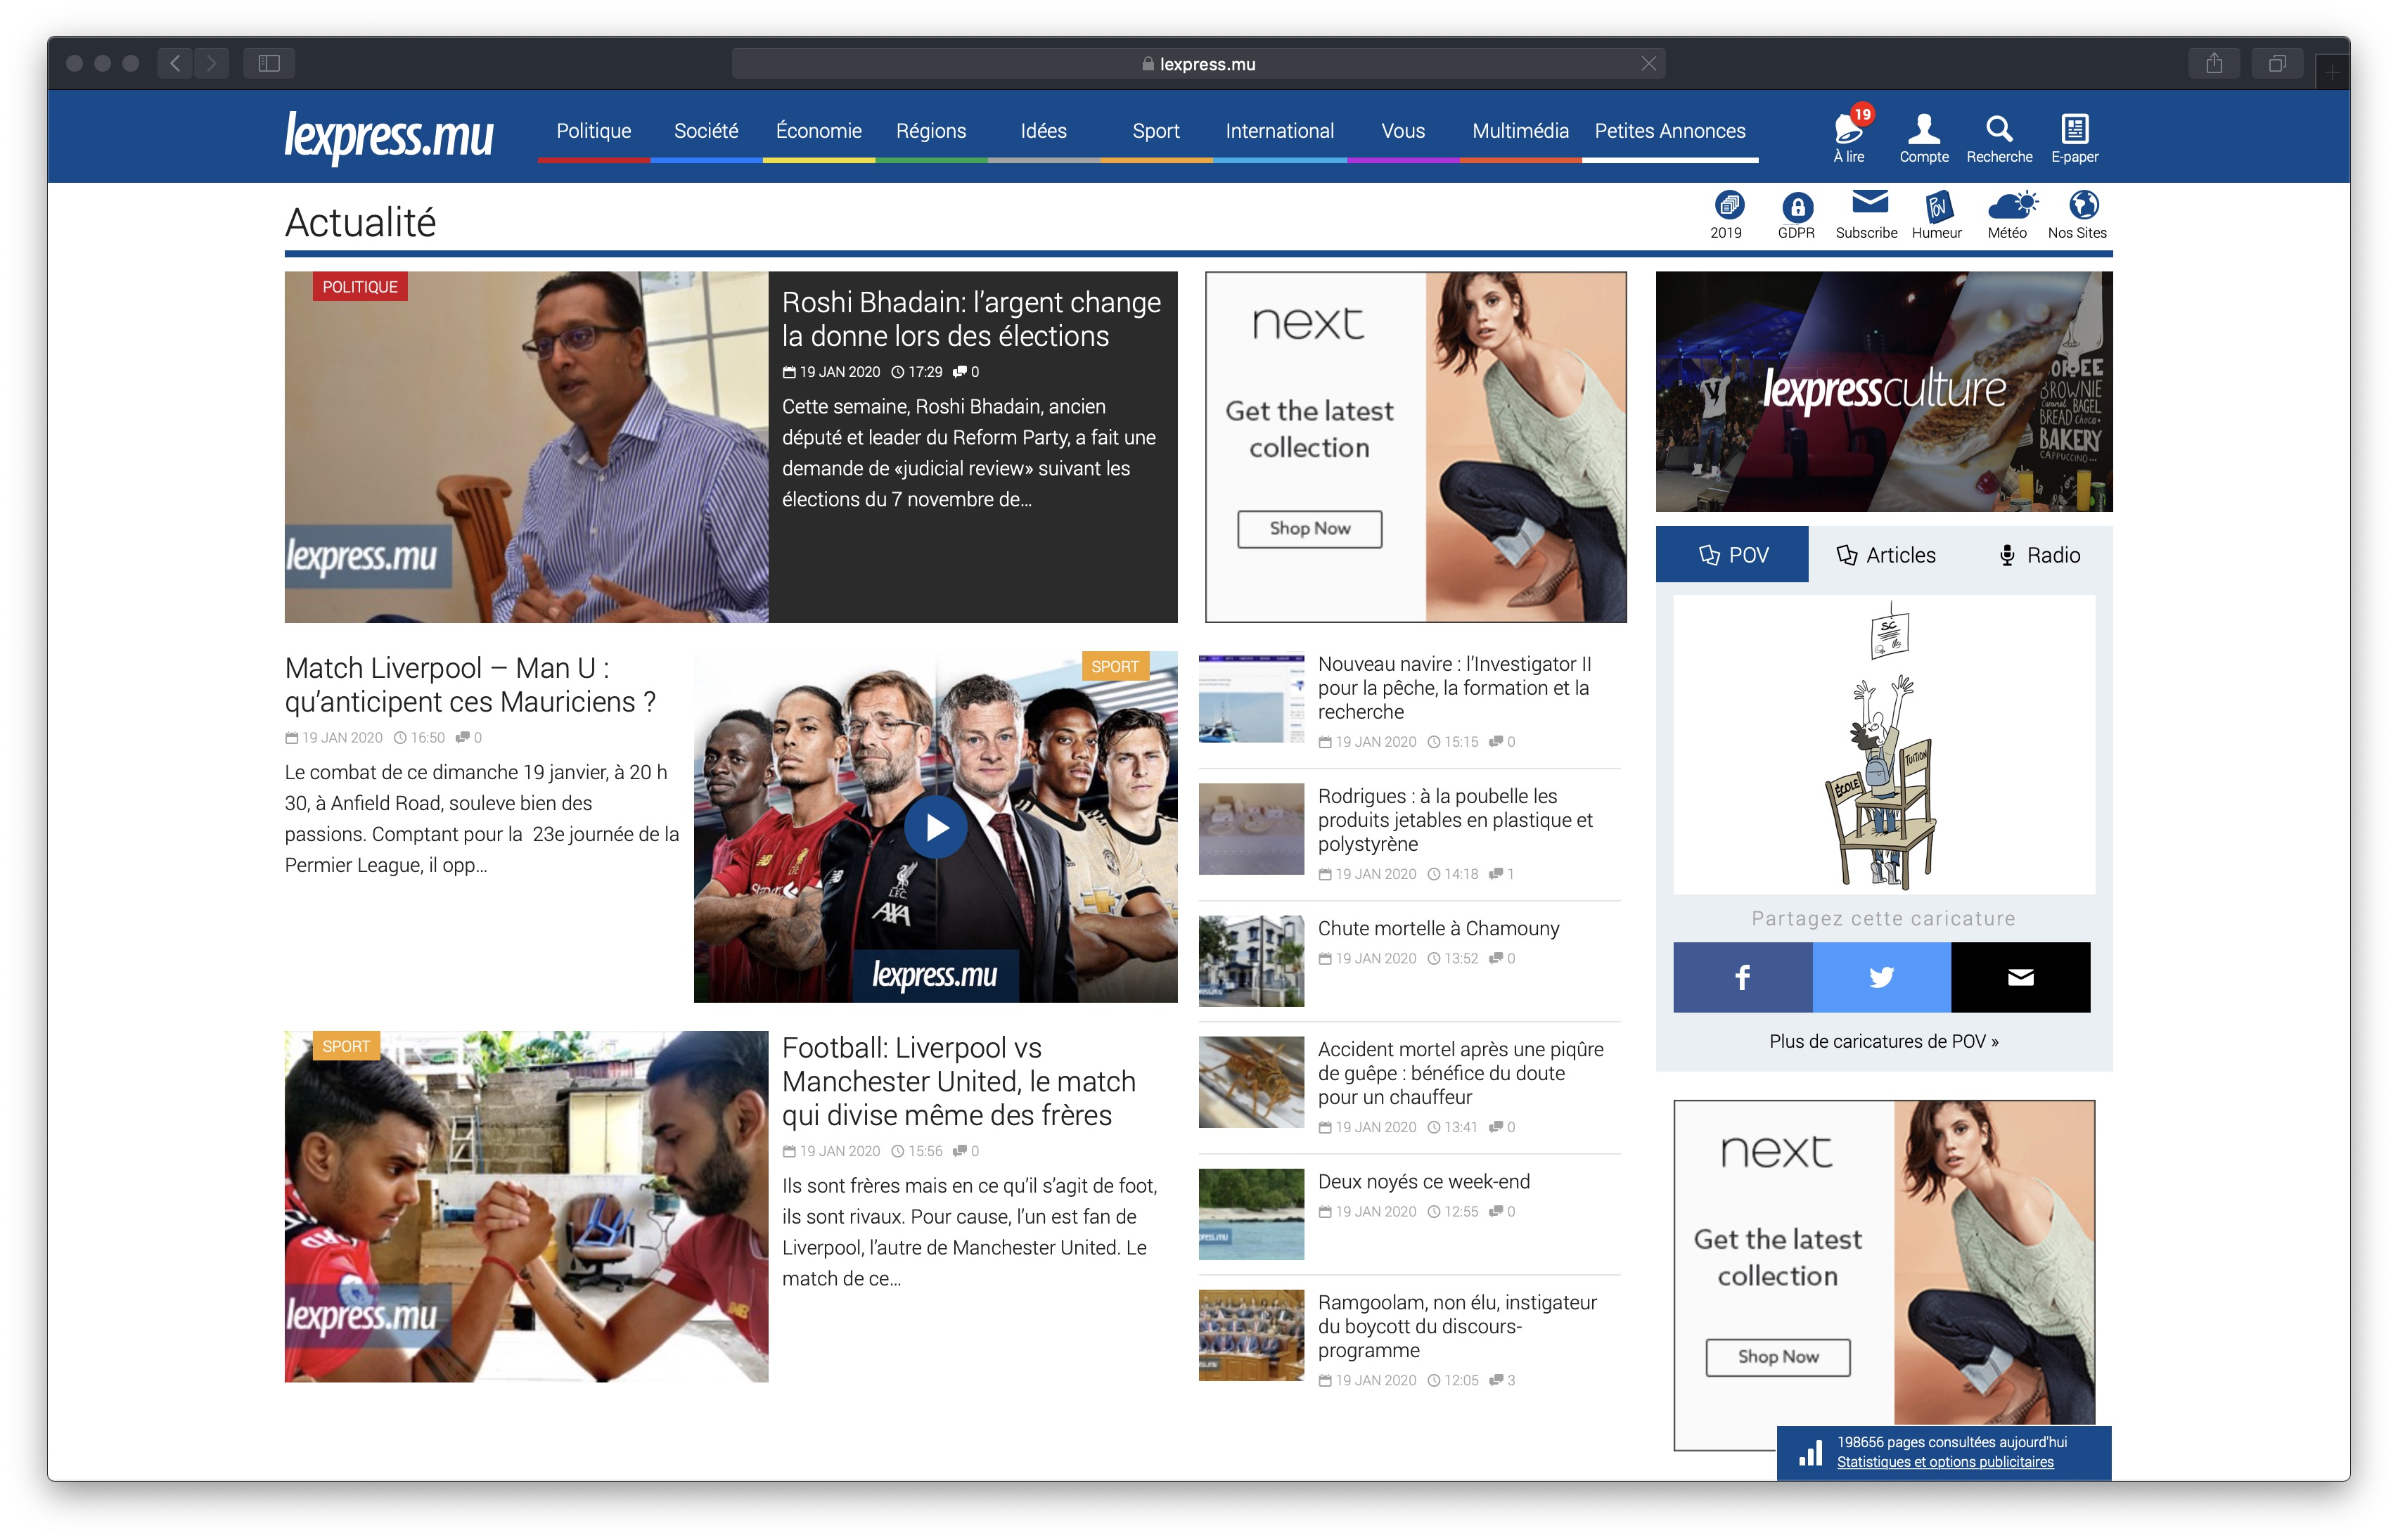 lexpress.mu
lexpress.mu
Politique
Société
Économie
Régions
Idées
Sport
International
Vous
Multimédia
Petites Annonces
19
À lire
Compte
Recherche
E-paper
Actualité
2019
GDPR
Subscribe
POV
Humeur
Météo
Nos Sites
POLITIQUE
lexpress.mu
Roshi Bhadain: l’argent change
la donne lors des élections
19 JAN 2020 17:29 0
Cette semaine, Roshi Bhadain, ancien
député et leader du Reform Party, a fait une
demande de «judicial review» suivant les
élections du 7 novembre de...
Match Liverpool – Man U :
qu’anticipent ces Mauriciens ?
19 JAN 2020 16:50 0
Le combat de ce dimanche 19 janvier, à 20 h
30, à Anfield Road, souleve bien des
passions. Comptant pour la 23e journée de la
Permier League, il opp...
SPORT
L.F.C.
AXA
lexpress.mu
SPORT
lexpress.mu
Football: Liverpool vs
Manchester United, le match
qui divise même des frères
19 JAN 2020 15:56 0
Ils sont frères mais en ce qu’il s’agit de foot,
ils sont rivaux. Pour cause, l’un est fan de
Liverpool, l’autre de Manchester United. Le
match de ce...
next
Get the latest
collection
Shop Now
Nouveau navire : l’Investigator II
pour la pêche, la formation et la
recherche
19 JAN 2020 15:15 0
Rodrigues : à la poubelle les
produits jetables en plastique et
polystyrène
19 JAN 2020 14:18 1
Chute mortelle à Chamouny
19 JAN 2020 13:52 0
Accident mortel après une piqûre
de guêpe : bénéfice du doute
pour un chauffeur
19 JAN 2020 13:41 0
Deux noyés ce week-end
19 JAN 2020 12:55 0
Ramgoolam, non élu, instigateur
du boycott du discours-
programme
19 JAN 2020 12:05 3
lexpressculture
BROWNIE
BAGEL
BREAD
BAKERY
CAPPUCCINO...
POV
Articles
Radio
SC
TUITION
ÉCOLE
Partagez cette caricature
Plus de caricatures de POV »
next
Get the latest
collection
Shop Now
198656 pages consultées aujourd'hui
Statistiques et options publicitaires